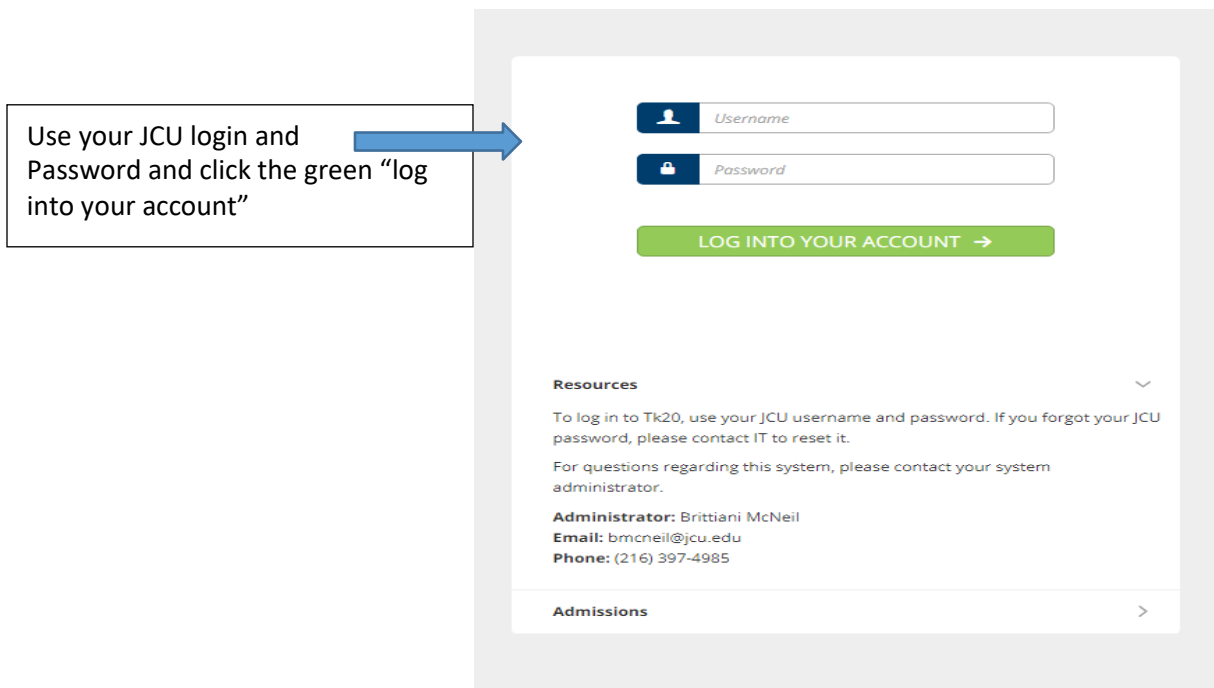 Use your JCU login and
Password and click the green “log
into your account”
Username
Password
LOG INTO YOUR ACCOUNT →
Resources
To log in to Tk20, use your JCU username and password. If you forgot your JCU
password, please contact IT to reset it.
For questions regarding this system, please contact your system
administrator.
Administrator: Brittiani McNeil
Email: bmcneil@jcu.edu
Phone: (216) 397-4985
Admissions